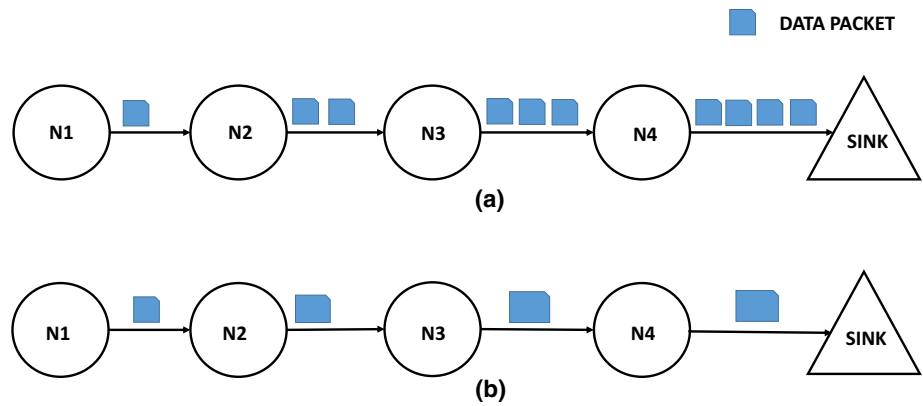 DATA PACKET
N1 N2 N3 N4 SINK
(a)
N1 N2 N3 N4 SINK
(b)